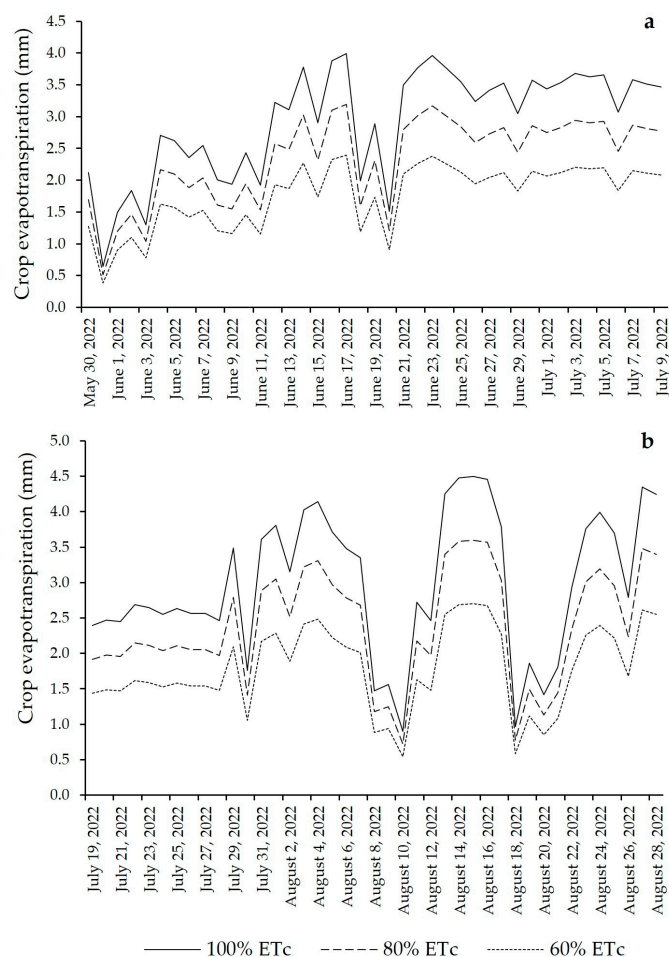 a
Crop evapotranspiration (mm)
4.5
4.0
3.5
3.0
2.5
2.0
1.5
1.0
0.5
0.0
May 30, 2022
June 1, 2022
June 3, 2022
June 5, 2022
June 7, 2022
June 9, 2022
June 11, 2022
June 13, 2022
June 15, 2022
June 17, 2022
June 19, 2022
June 21, 2022
June 23, 2022
June 25, 2022
June 27, 2022
June 29, 2022
July 1, 2022
July 3, 2022
July 5, 2022
July 7, 2022
July 9, 2022
b
Crop evapotranspiration (mm)
5.0
4.5
4.0
3.5
3.0
2.5
2.0
1.5
1.0
0.5
0.0
July 19, 2022
July 21, 2022
July 23, 2022
July 25, 2022
July 27, 2022
July 29, 2022
July 31, 2022
August 2, 2022
August 4, 2022
August 6, 2022
August 8, 2022
August 10, 2022
August 12, 2022
August 14, 2022
August 16, 2022
August 18, 2022
August 20, 2022
August 22, 2022
August 24, 2022
August 26, 2022
August 28, 2022
100% ETc 80% ETc 60% ETc